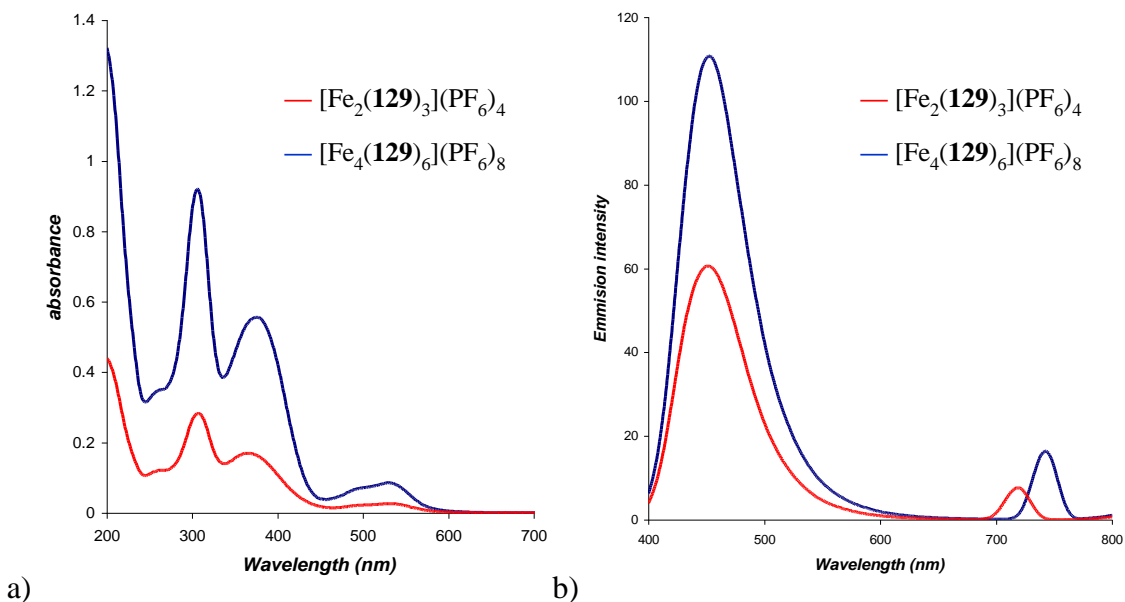 absorbance
1.4
1.2
1
0.8
0.6
0.4
0.2
0
200 300 400 500 600 700
Wavelength (nm)
[Fe2(129)3](PF6)4
[Fe4(129)6](PF6)8
a)
Emmision intensity
120
100
80
60
40
20
0
400 500 600 700 800
Wavelength (nm)
[Fe2(129)3](PF6)4
[Fe4(129)6](PF6)8
b)